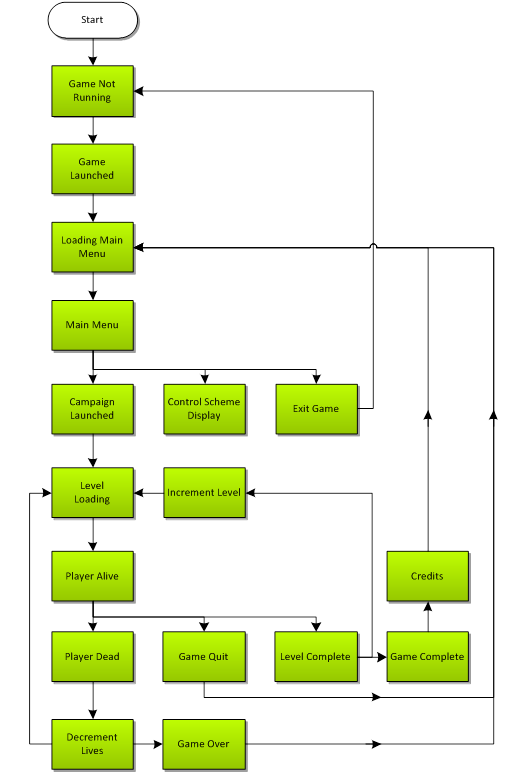 Start
Game Not
Running
Game
Launched
Loading Main
Menu
Main Menu
Campaign
Launched
Control Scheme
Display
Exit Game
Level
Loading
Increment Level
Player Alive
Credits
Player Dead
Game Quit
Level Complete
Game Complete
Decrement
Lives
Game Over